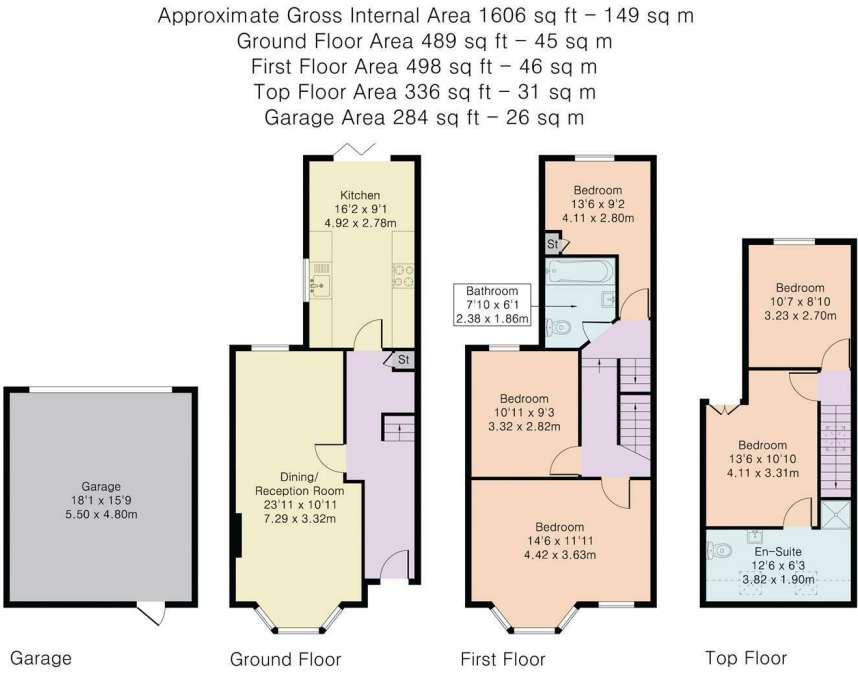 Approximate Gross Internal Area 1606 sq ft - 149 sq m
Ground Floor Area 489 sq ft - 45 sq m
First Floor Area 498 sq ft - 46 sq m
Top Floor Area 336 sq ft - 31 sq m
Garage Area 284 sq ft - 26 sq m
Garage
18'1 x 15'9
5.50 x 4.80m
Garage
Kitchen
16'2 x 9'1
4.92 x 2.78m
St
Dining/
Reception Room
23'11 x 10'11
7.29 x 3.32m
Ground Floor
Bedroom
13'6 x 9'2
4.11 x 2.80m
St
Bathroom
7'10 x 6'1
2.38 x 1.86m
Bedroom
10'11 x 9'3
3.32 x 2.82m
Bedroom
14'6 x 11'11
4.42 x 3.63m
First Floor
Bedroom
10'7 x 8'10
3.23 x 2.70m
Bedroom
13'6 x 10'10
4.11 x 3.31m
En-Suite
12'6 x 6'3
3.82 x 1.90m
Top Floor